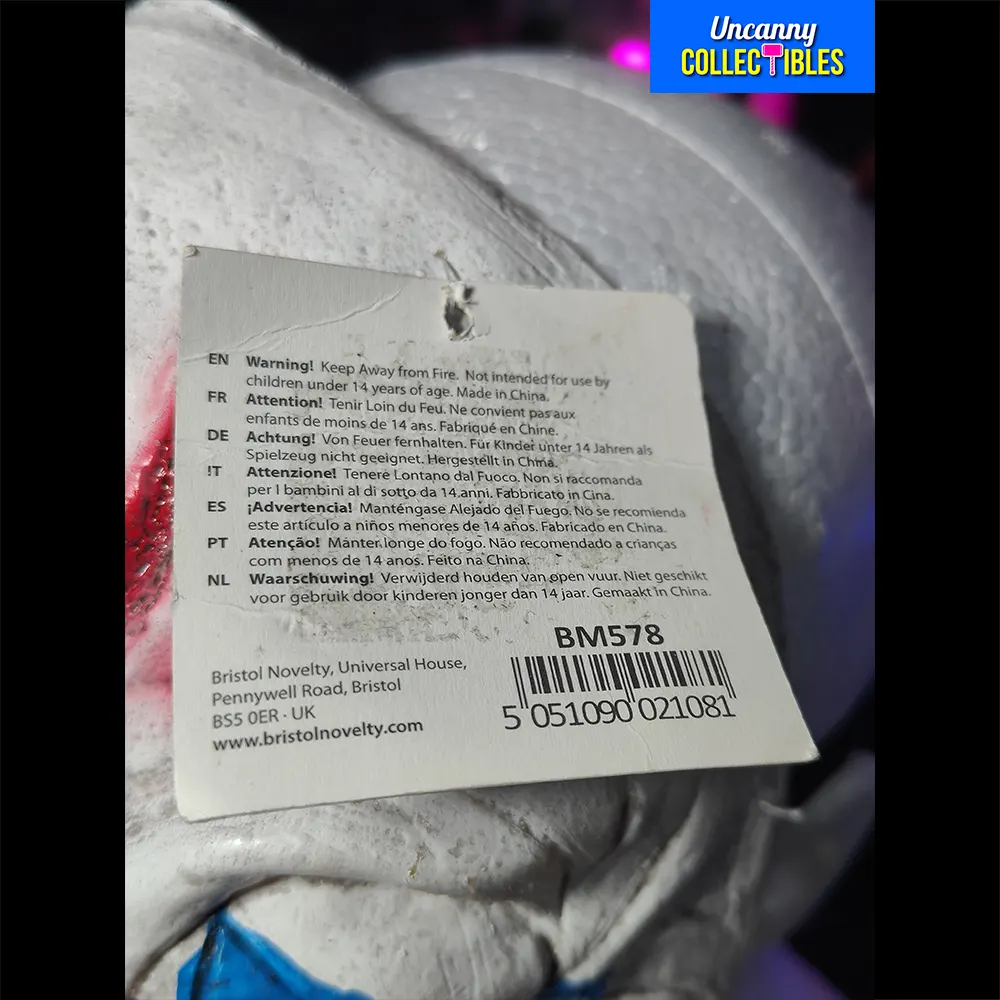 Uncanny
COLLECTIBLES
EN Warning! Keep Away from Fire. Not intended for use by
children under 14 years of age. Made in China.
FR Attention! Tenir Loin du Feu. Ne convient pas aux
enfants de moins de 14 ans. Fabriqué en Chine.
DE Achtung! Von Feuer fernhalten. Für Kinder unter 14 Jahren als
Spielzeug nicht geeignet. Hergestellt in China.
IT Attenzione! Tenere Lontano dal Fuoco. Non si raccomanda
per I bambini al di sotto da 14.anni. Fabbricato in Cina.
ES ¡Advertencia! Manténgase Alejado del Fuego. No se recomienda
este artículo a niños menores de 14 años. Fabricado en China.
PT Atenção! Manter longe do fogo. Não recomendado a crianças
com menos de 14 anos. Feito na China.
NL Waarschuwing! Verwijderd houden van open vuur. Niet geschikt
voor gebruik door kinderen jonger dan 14 jaar. Gemaakt in China.
BM578
Bristol Novelty, Universal House,
Pennywell Road, Bristol
BS5 0ER · UK
www.bristolnovelty.com
5 051090 021081